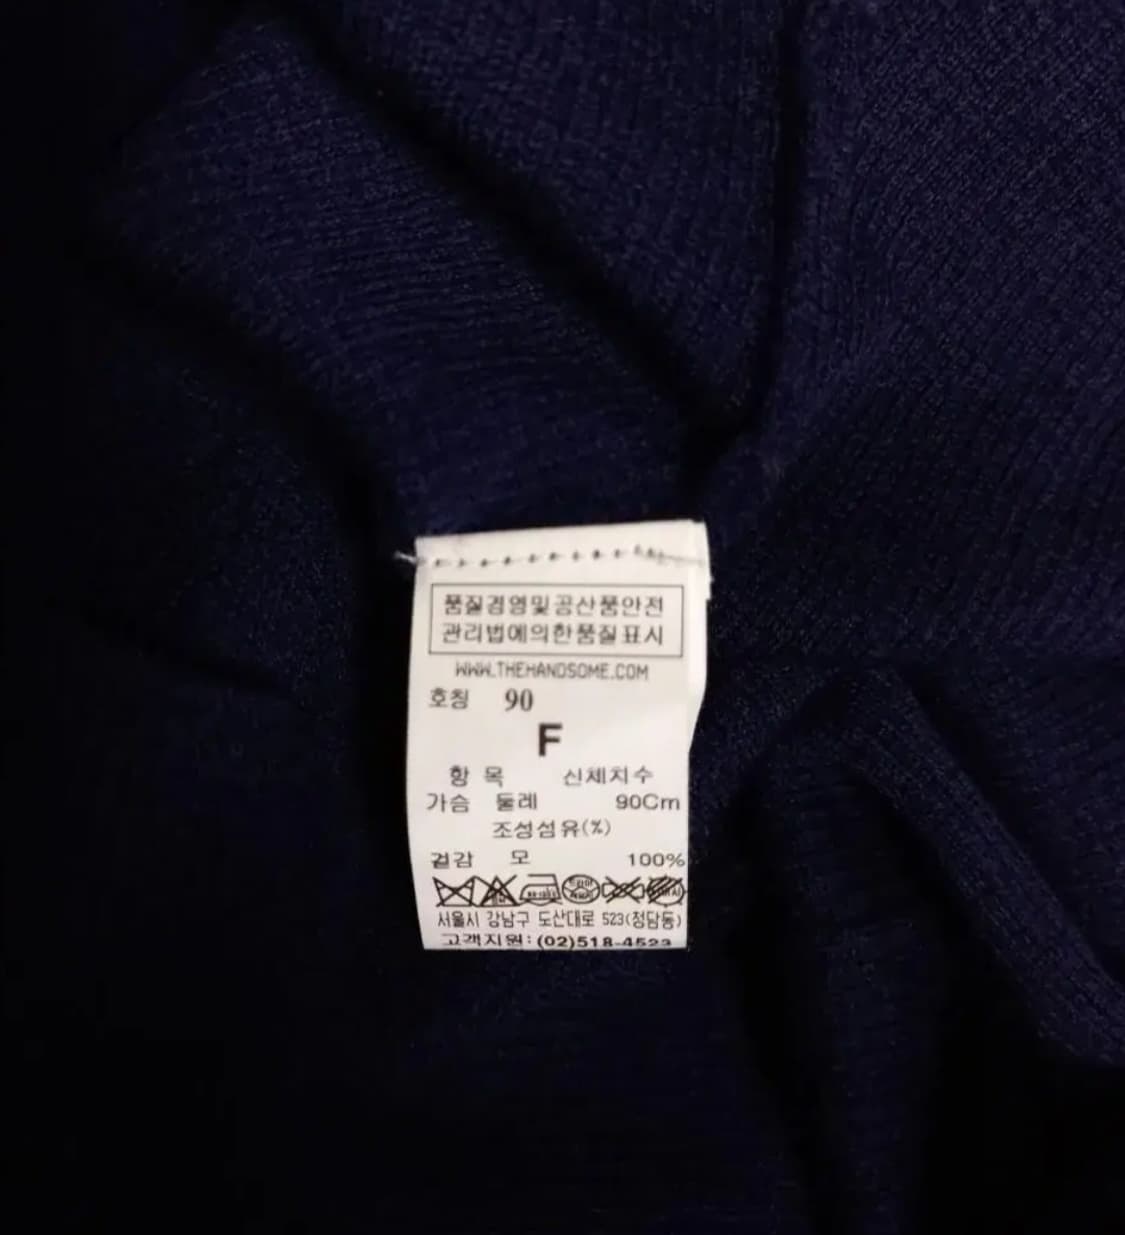 품질경영및공산품안전
관리법에의한품질표시
WWW.THEHANDSOME.COM
호칭 90
F
항 목 신체치수
가슴 둘레 90Cm
조성섬유(%)
겉감 모 100%
서울시 강남구 도산대로 523(청담동)
고객지원:(02)518-4523